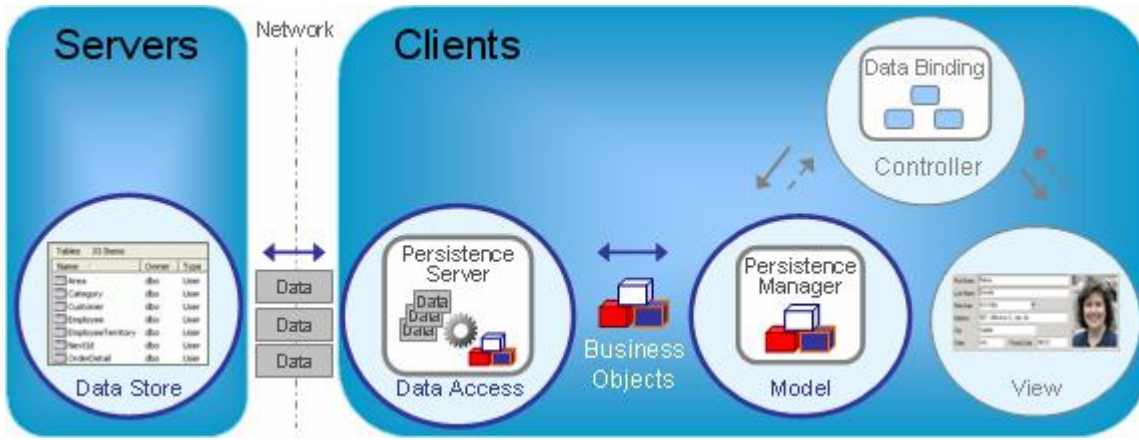 Servers
Network
Clients
Data Binding
Controller
Tables 33 Items
Name Owner Type
Area dbo User
Category dbo User
Customer dbo User
Employee dbo User
EmployeeTerritory dbo User
NextId dbo User
OrderDetail dbo User
Data Store
Data
Data
Data
Persistence
Server
Data
Data
Data
Data Access
Business
Objects
Persistence
Manager
Model
View